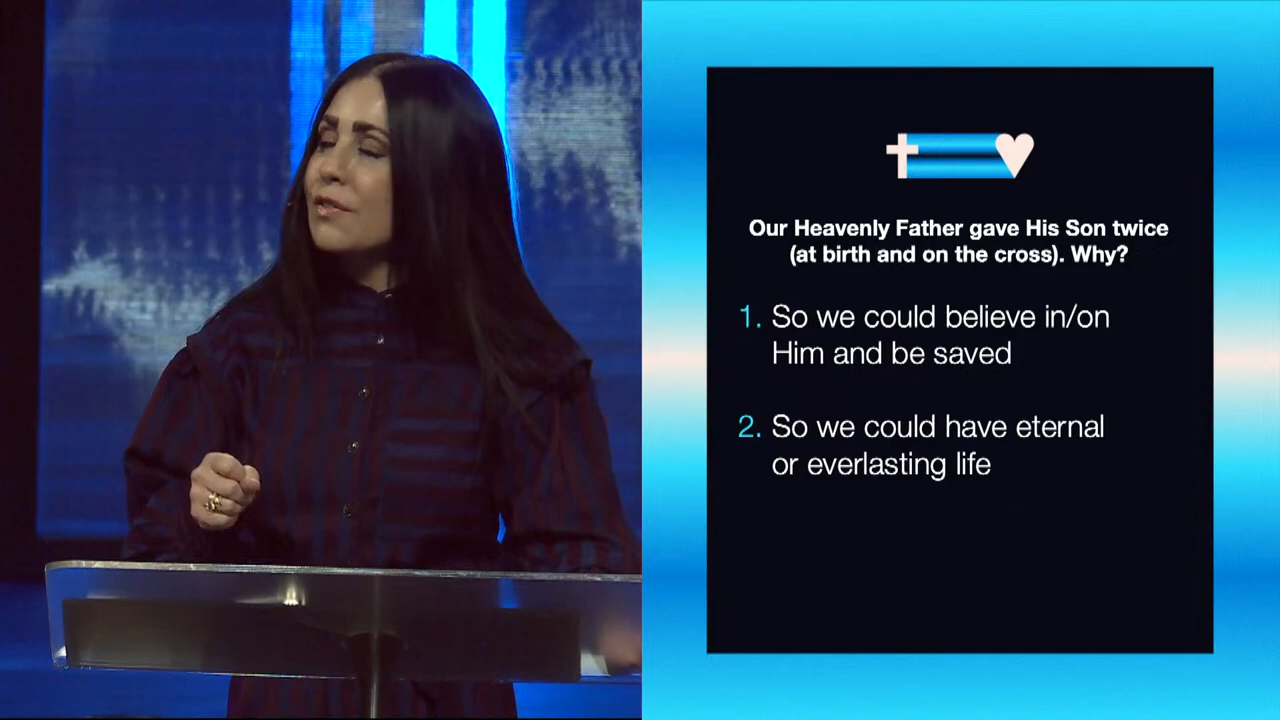 Our Heavenly Father gave His Son twice
(at birth and on the cross). Why?
1. So we could believe in/on
Him and be saved
2. So we could have eternal
or everlasting life